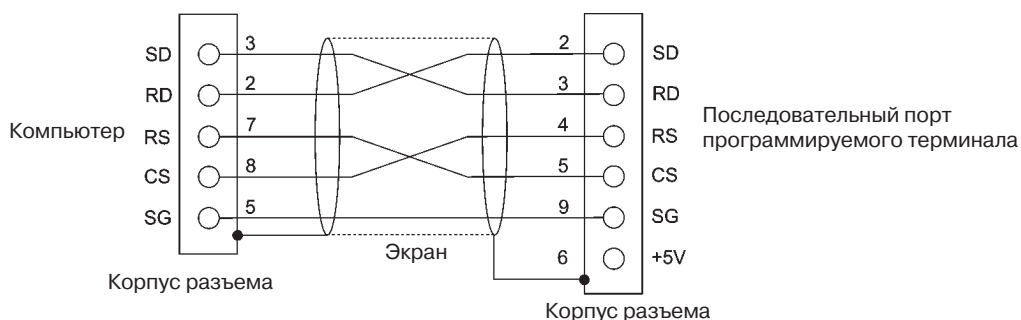 SD 3 2 SD
RD 2 3 RD
Компьютер RS 7 4 RS
Последовательный порт
программируемого терминала
CS 8 5 CS
SG 5 9 SG
Экран
6 +5V
Корпус разъема
Корпус разъема